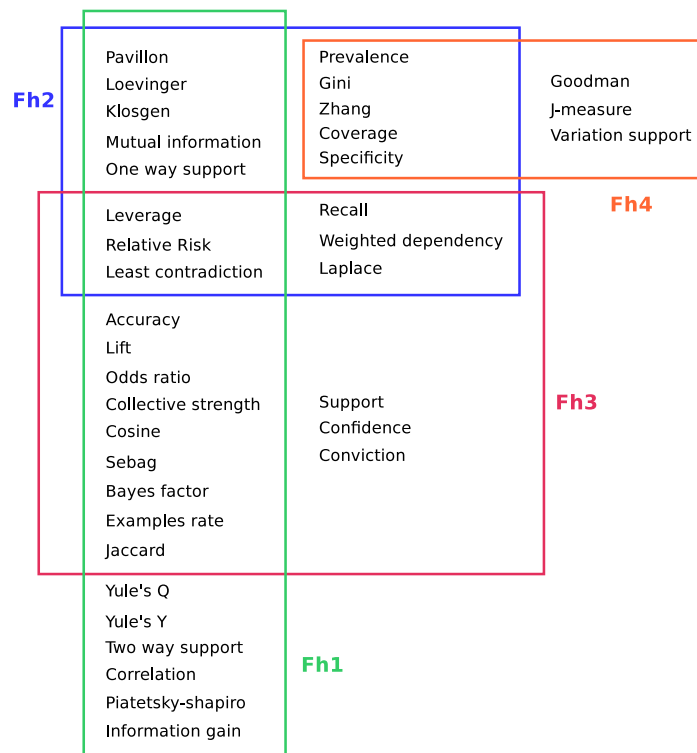 Fh2
Pavillon
Loevinger
Klosgen
Mutual information
One way support
Prevalence
Gini
Zhang
Coverage
Specificity
Goodman
J-measure
Variation support
Fh4
Leverage
Relative Risk
Least contradiction
Recall
Weighted dependency
Laplace
Accuracy
Lift
Odds ratio
Collective strength
Cosine
Sebag
Bayes factor
Examples rate
Jaccard
Support
Confidence
Conviction
Fh3
Yule's Q
Yule's Y
Two way support
Correlation
Piatetsky-shapiro
Information gain
Fh1